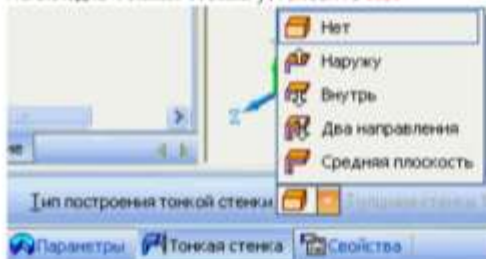 Нет
Наружу
Внутрь
Два направления
Средняя плоскость
Z
Тип построения тонкой стенки
Параметры Тонкая стенка Свойства